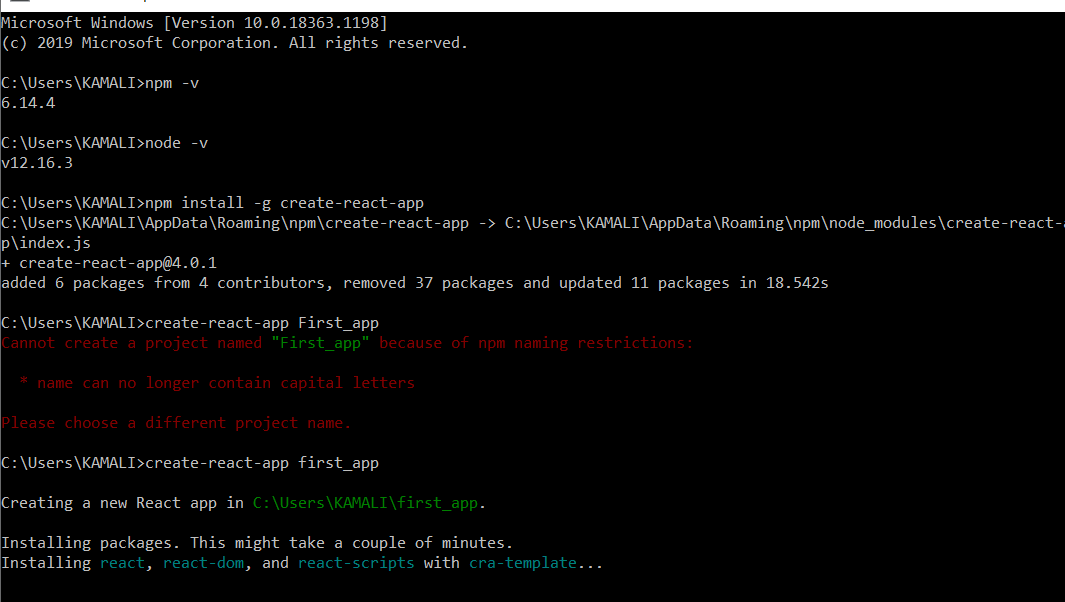 Microsoft Windows [Version 10.0.18363.1198]
(c) 2019 Microsoft Corporation. All rights reserved.
C:\Users\KAMALI>npm -v
6.14.4
C:\Users\KAMALI>node -v
v12.16.3
C:\Users\KAMALI>npm install -g create-react-app
C:\Users\KAMALI\AppData\Roaming\npm\create-react-app -> C:\Users\KAMALI\AppData\Roaming\npm\node_modules\create-react-
p\index.js
+ create-react-app@4.0.1
added 6 packages from 4 contributors, removed 37 packages and updated 11 packages in 18.542s
C:\Users\KAMALI>create-react-app First_app
Cannot create a project named "First_app" because of npm naming restrictions:
* name can no longer contain capital letters
Please choose a different project name.
C:\Users\KAMALI>create-react-app first_app
Creating a new React app in C:\Users\KAMALI\first_app.
Installing packages. This might take a couple of minutes.
Installing react, react-dom, and react-scripts with cra-template...